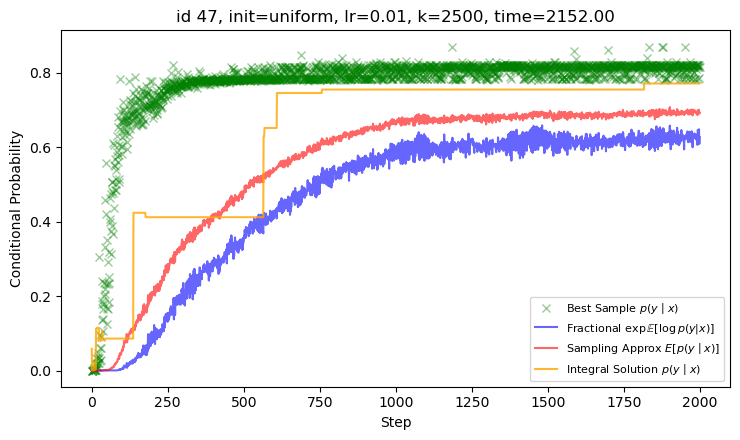 id 47, init=uniform, lr=0.01, k=2500, time=2152.00
Conditional Probability
0.8
0.6
0.4
0.2
0.0
0 250 500 750 1000 1250 1500 1750 2000
Step
Best Sample p(y | x)
Fractional exp𝔼[log p(y|x)]
Sampling Approx E[p(y | x)]
Integral Solution p(y | x)